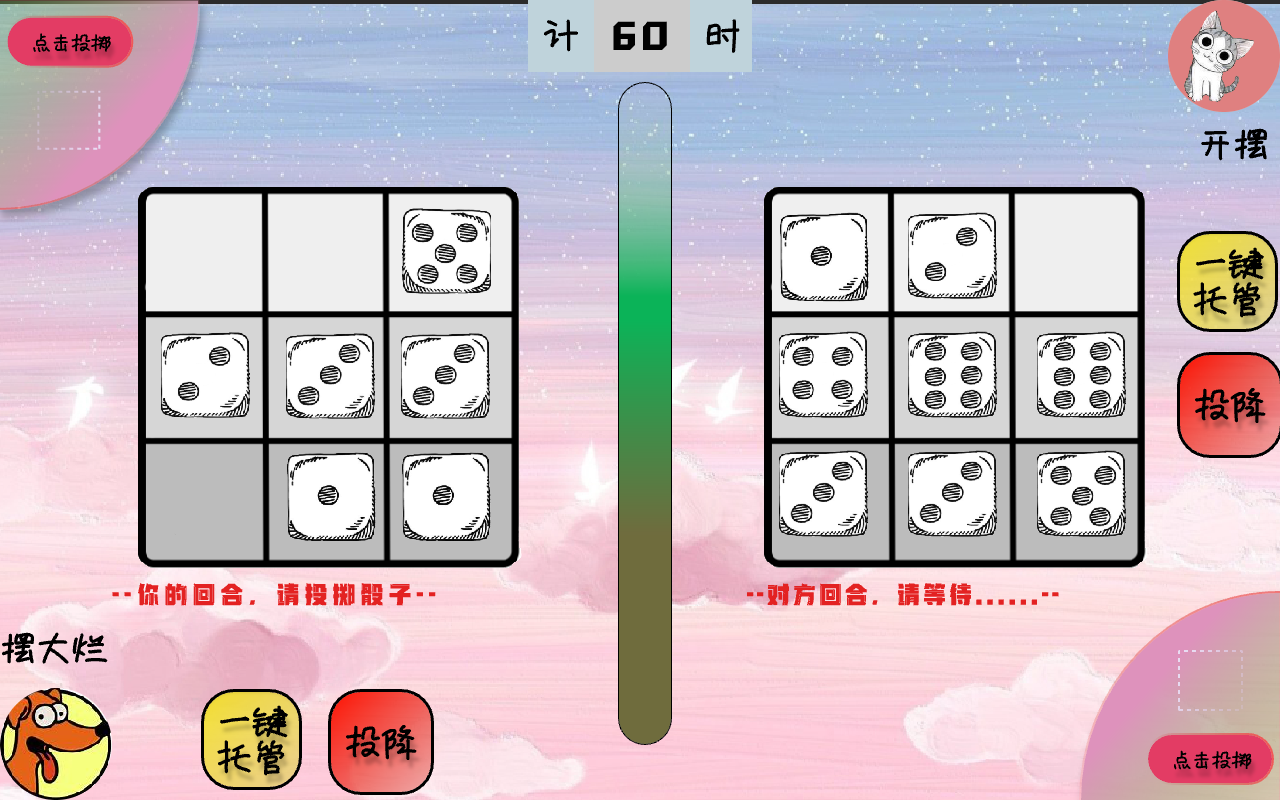 点击投掷
计 60 时
开摆
一键
托管
投降
--你的回合，请投掷骰子--
--对方回合，请等待......--
摆大烂
一键
托管
投降
点击投掷